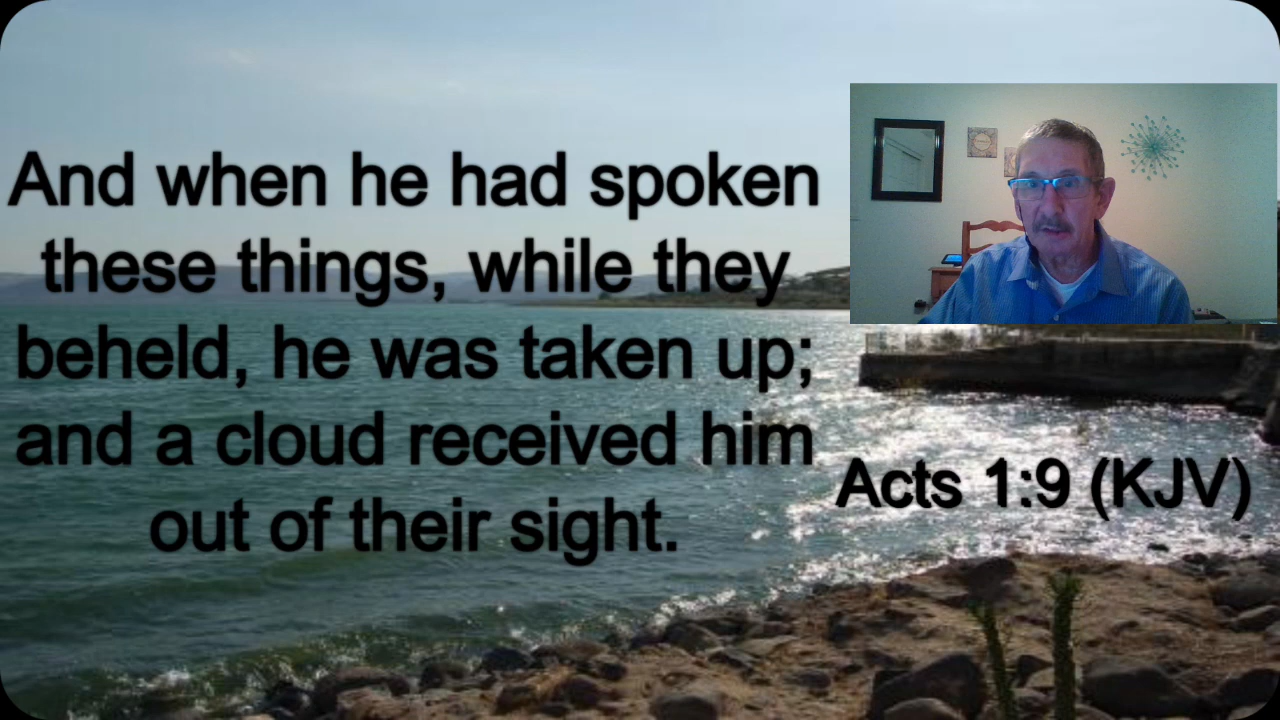 And when he had spoken
these things, while they
beheld, he was taken up;
and a cloud received him
out of their sight.
Acts 1:9 (KJV)